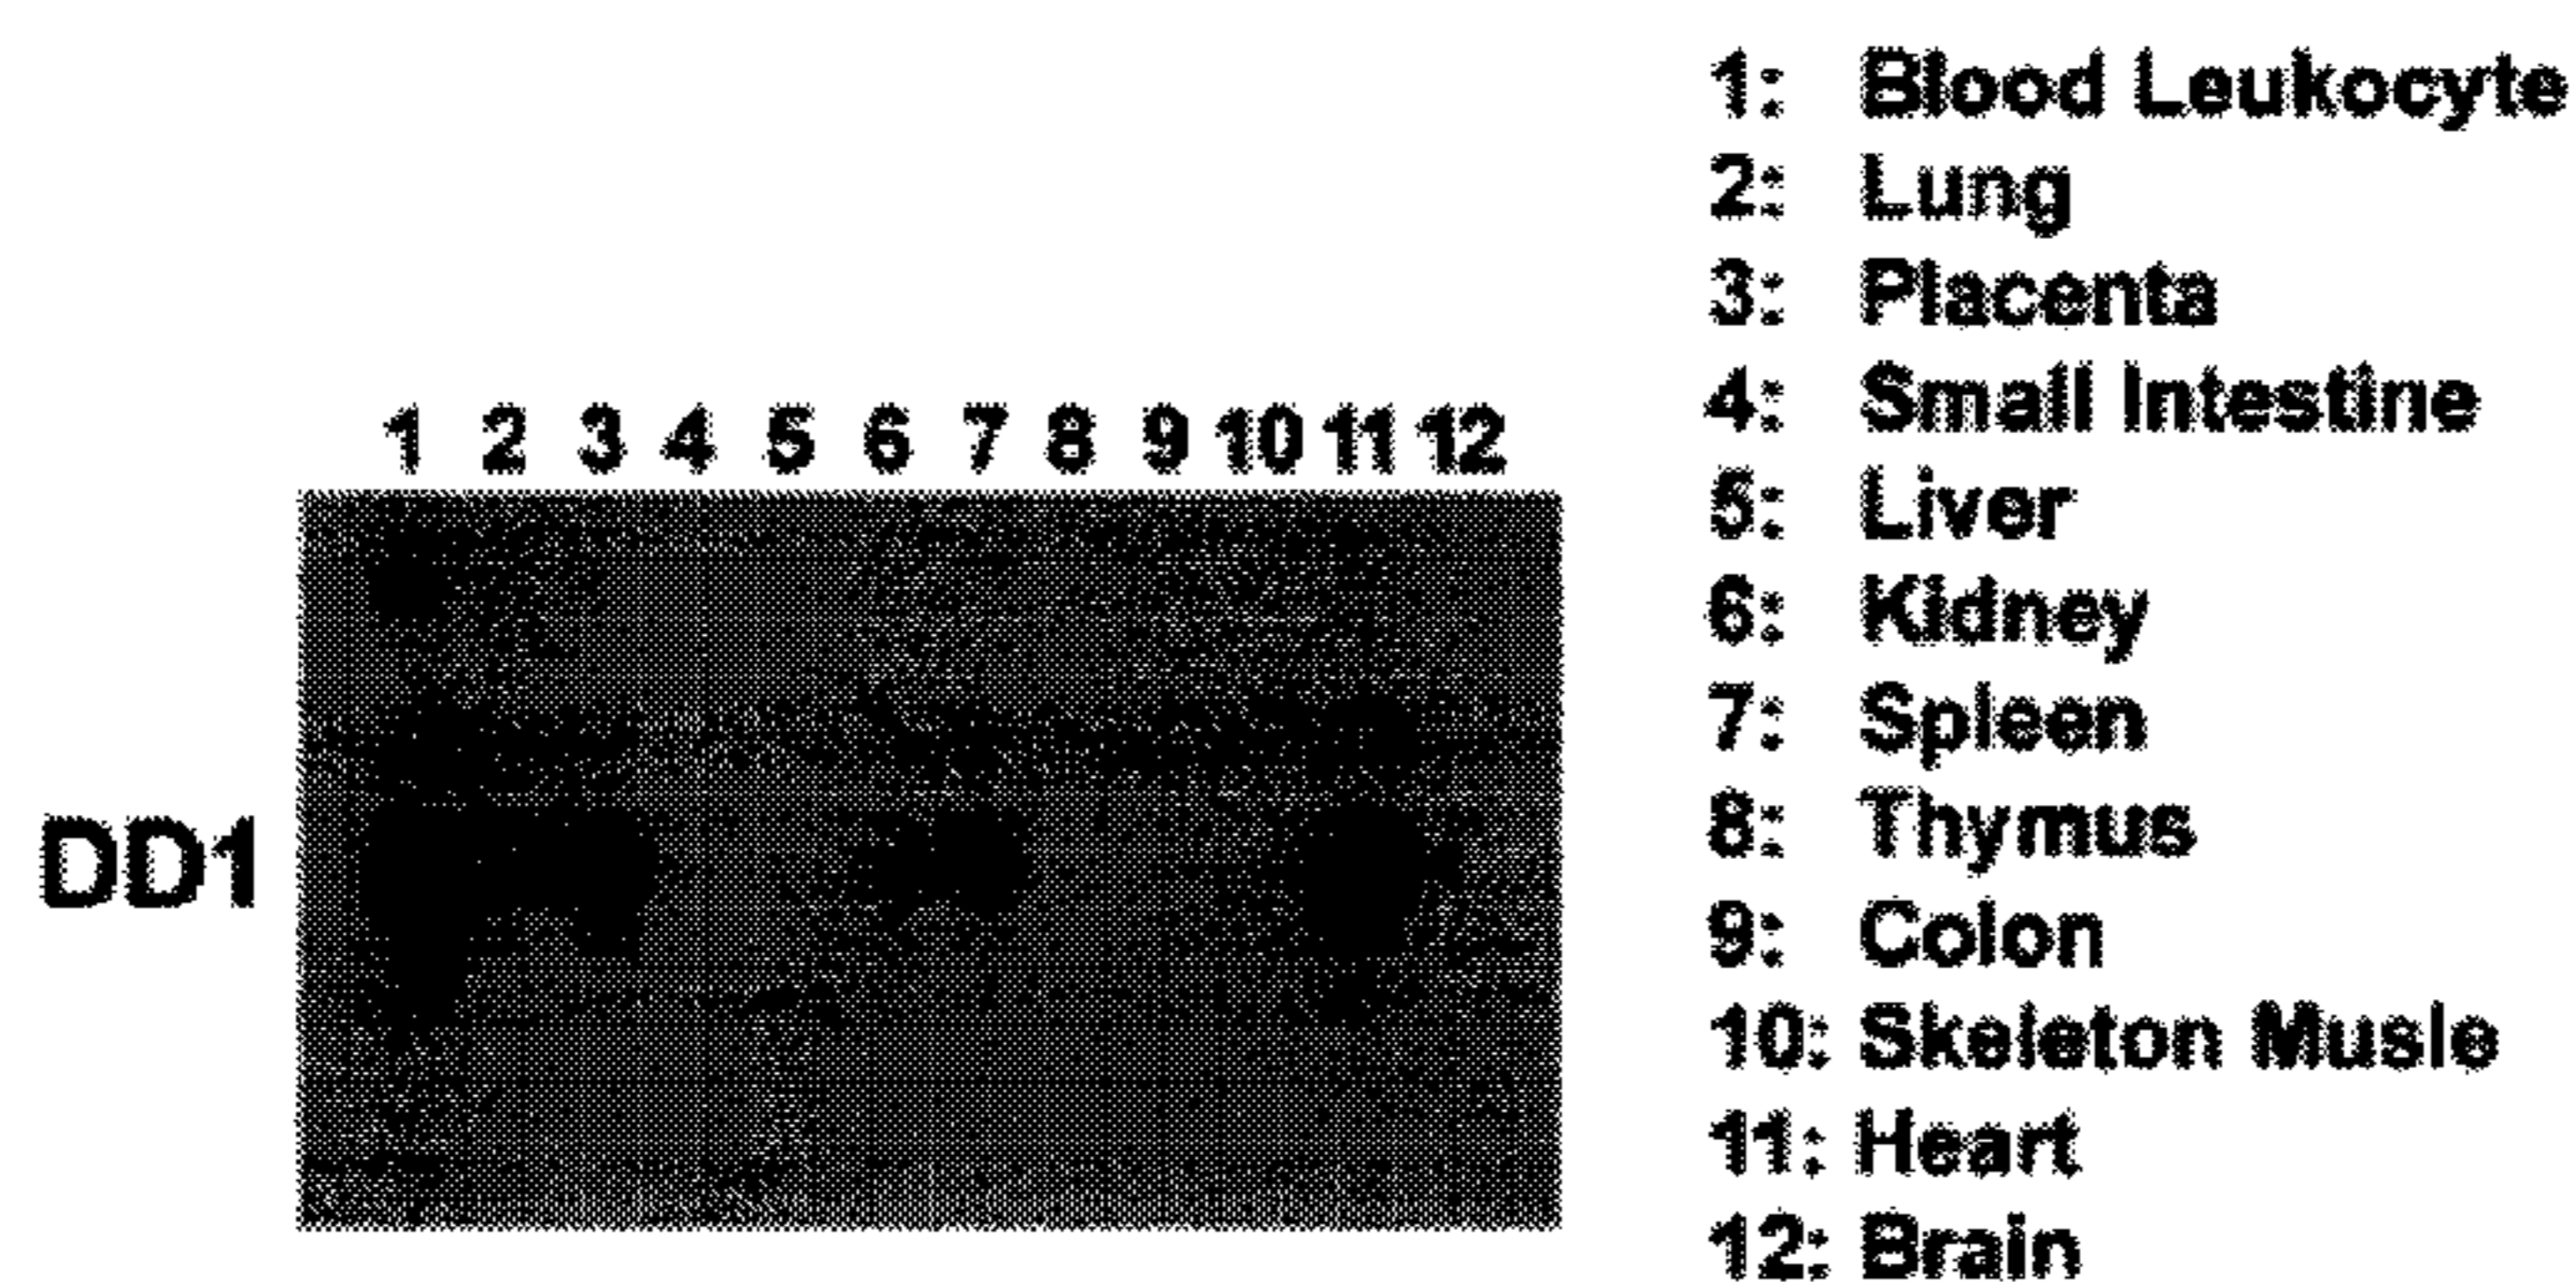 1: Blood Leukocyte
2: Lung
3: Placenta
4: Small Intestine
5: Liver
6: Kidney
7: Spleen
8: Thymus
9: Colon
10: Skeleton Musle
11: Heart
12: Brain
1 2 3 4 5 6 7 8 9 10 11 12
DD1